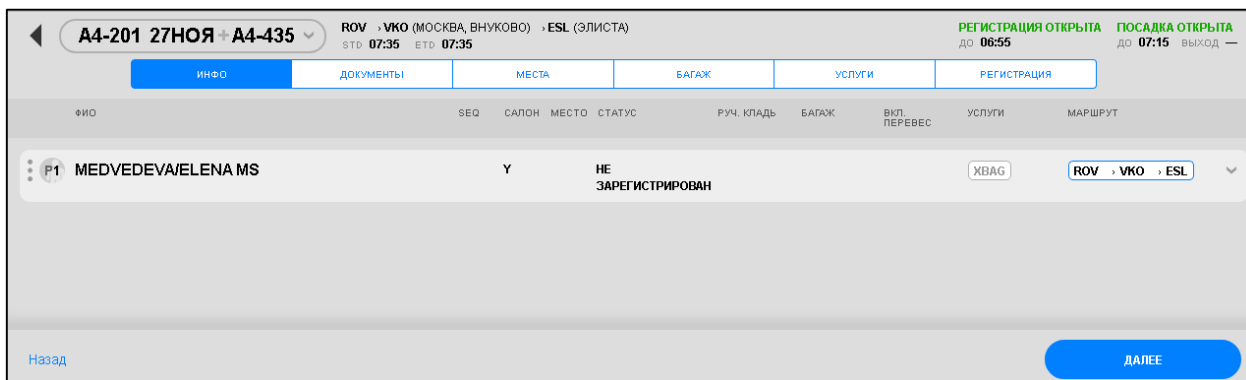 А4-201 27НОЯ + А4-435
ROV › VKO (МОСКВА, ВНУКОВО) › ESL (ЭЛИСТА)
STD 07:35 ETD 07:35
РЕГИСТРАЦИЯ ОТКРЫТА
ДО 06:55
ПОСАДКА ОТКРЫТА
ДО 07:15 ВЫХОД —
ИНФО ДОКУМЕНТЫ МЕСТА БАГАЖ УСЛУГИ РЕГИСТРАЦИЯ
ФИО SEQ САЛОН МЕСТО СТАТУС РУЧ. КЛАДЬ БАГАЖ ВКЛ. ПЕРЕВЕС УСЛУГИ МАРШРУТ
P1 MEDVEDEVA/ELENA MS Y НЕ ЗАРЕГИСТРИРОВАН XBAG ROV › VKO › ESL
Назад ДАЛЕЕ